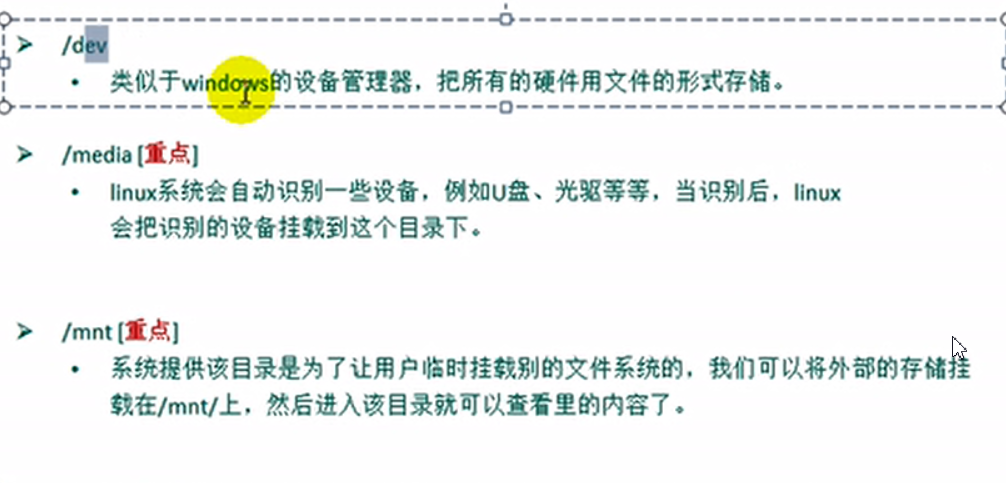 ➢ /dev
• 类似于windows的设备管理器，把所有的硬件用文件的形式存储。
➢ /media [重点]
• linux系统会自动识别一些设备，例如U盘、光驱等等，当识别后，linux
会把识别的设备挂载到这个目录下。
➢ /mnt [重点]
• 系统提供该目录是为了让用户临时挂载别的文件系统的，我们可以将外部的存储挂
载在/mnt/上，然后进入该目录就可以查看里的内容了。